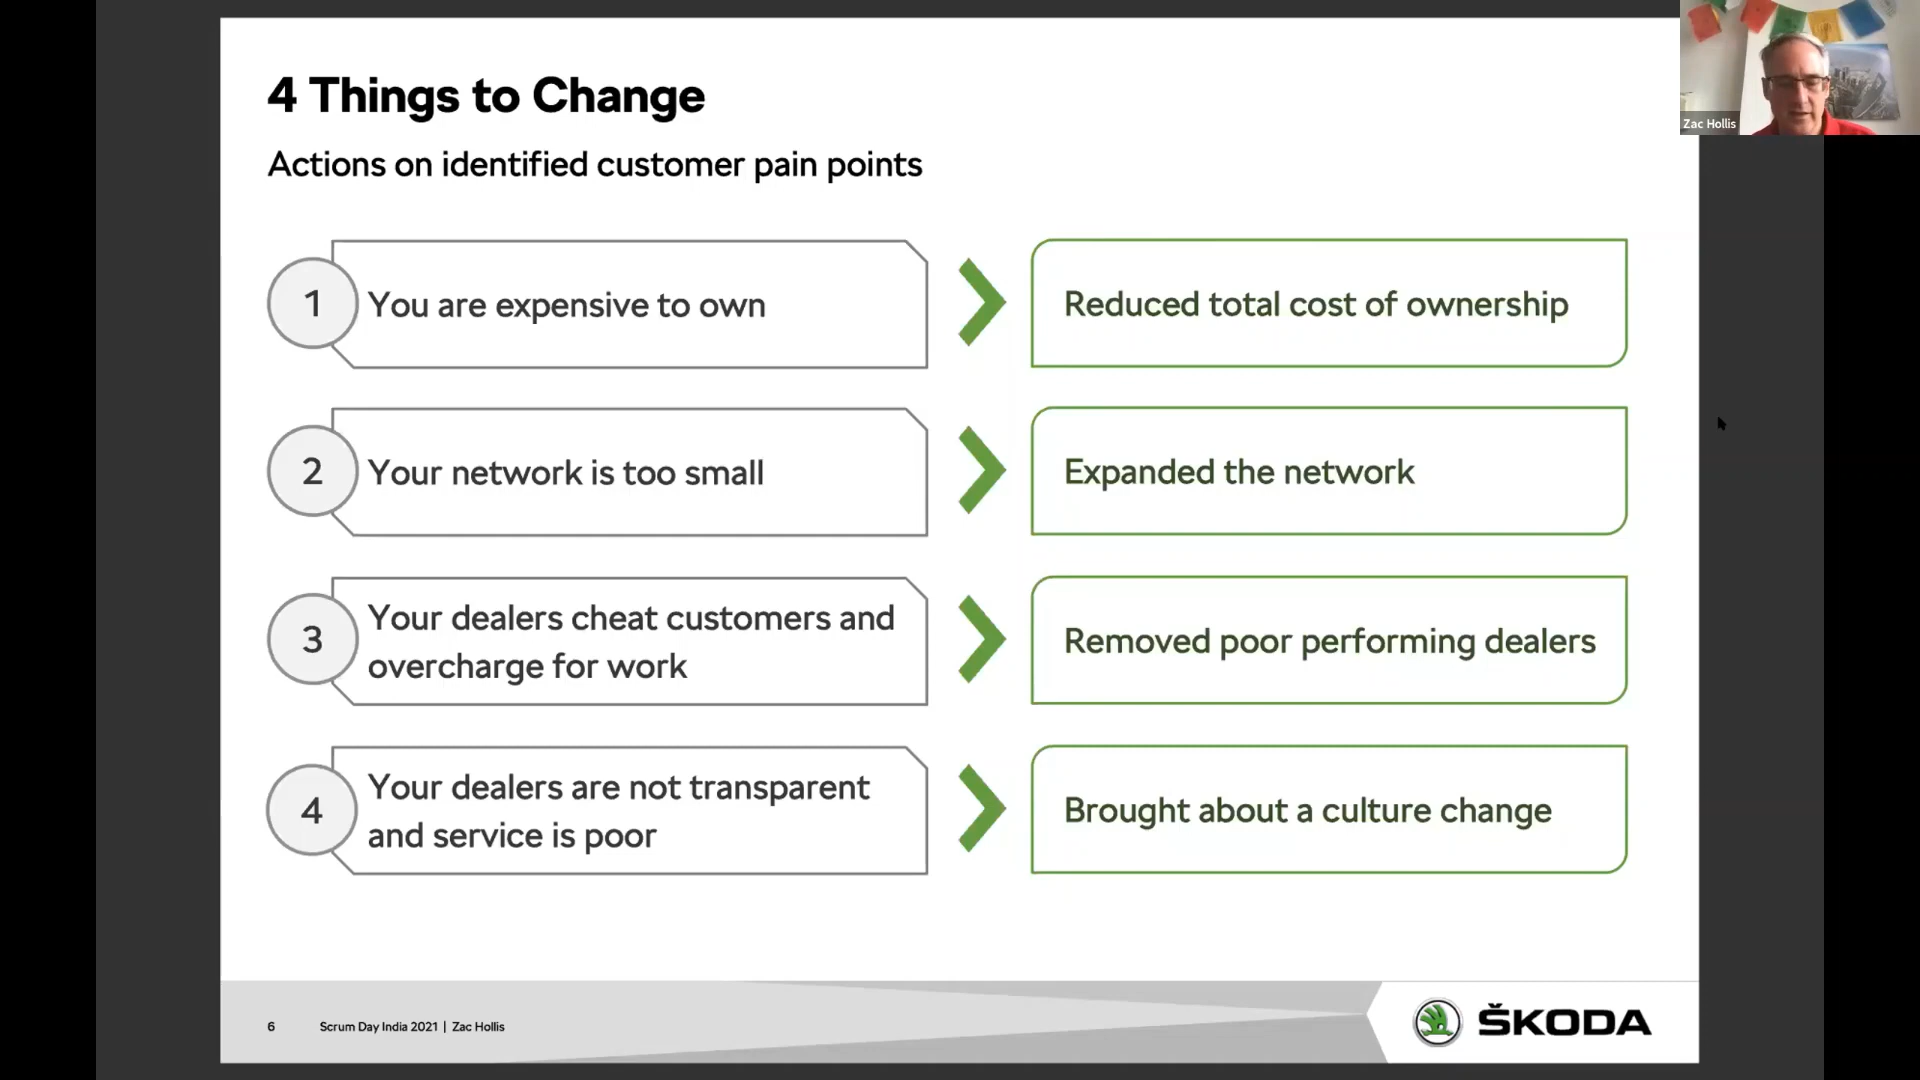 4 Things to Change
Actions on identified customer pain points
1
You are expensive to own
Reduced total cost of ownership
2
Your network is too small
Expanded the network
3
Your dealers cheat customers and
overcharge for work
Removed poor performing dealers
4
Your dealers are not transparent
and service is poor
Brought about a culture change
6
Scrum Day India 2021 | Zac Hollis
ŠKODA
Zac Hollis